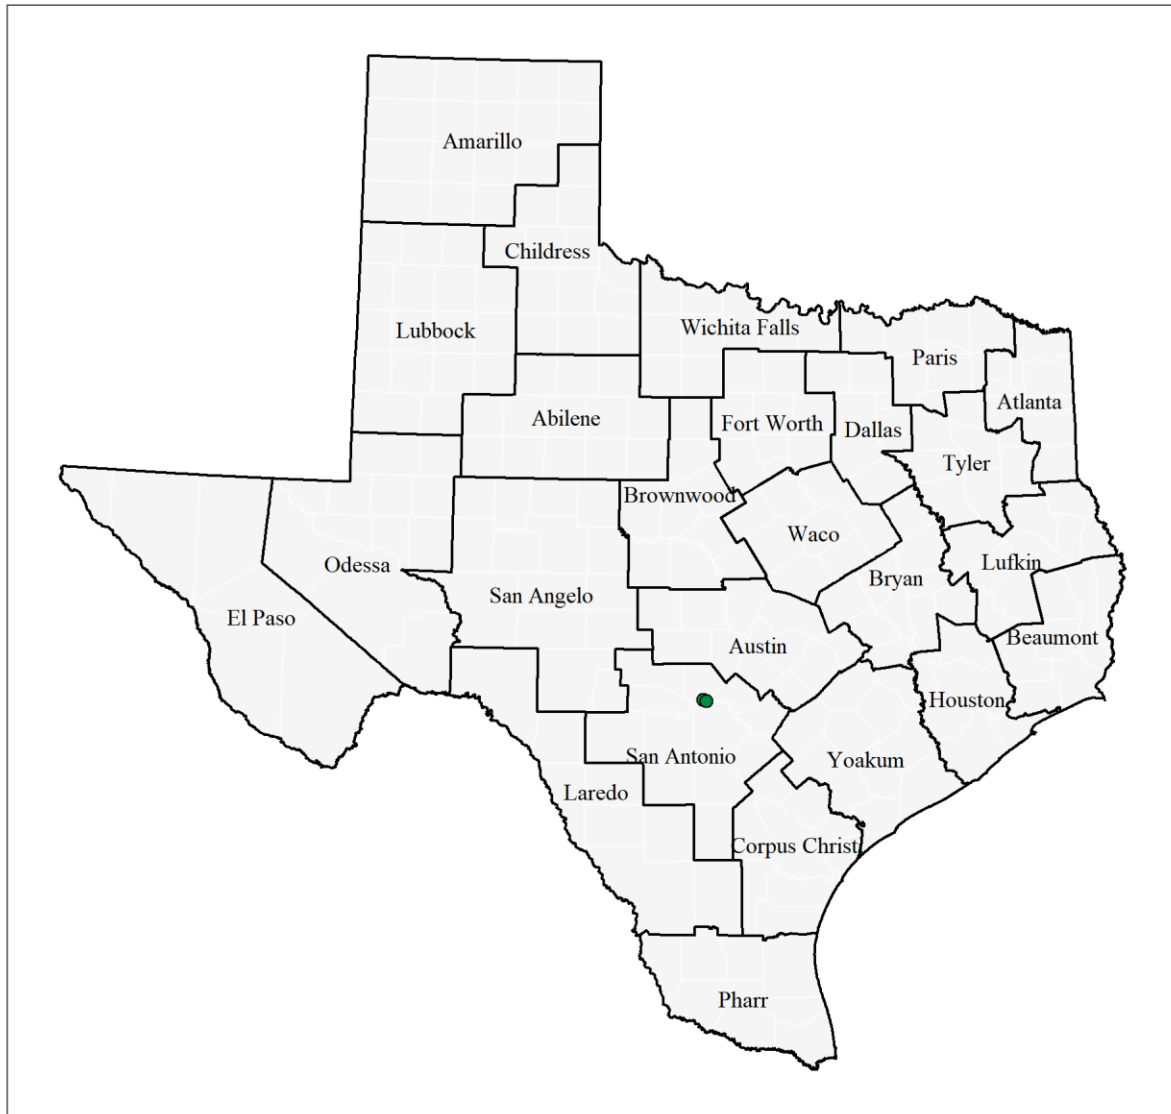 Amarillo
Childress
Lubbock
Wichita Falls
Paris
Atlanta
Abilene
Fort Worth
Dallas
Tyler
Brownwood
Waco
Odessa
Lufkin
Bryan
San Angelo
El Paso
Beaumont
Austin
Houston
San Antonio
Yoakum
Laredo
Corpus Christ
Pharr